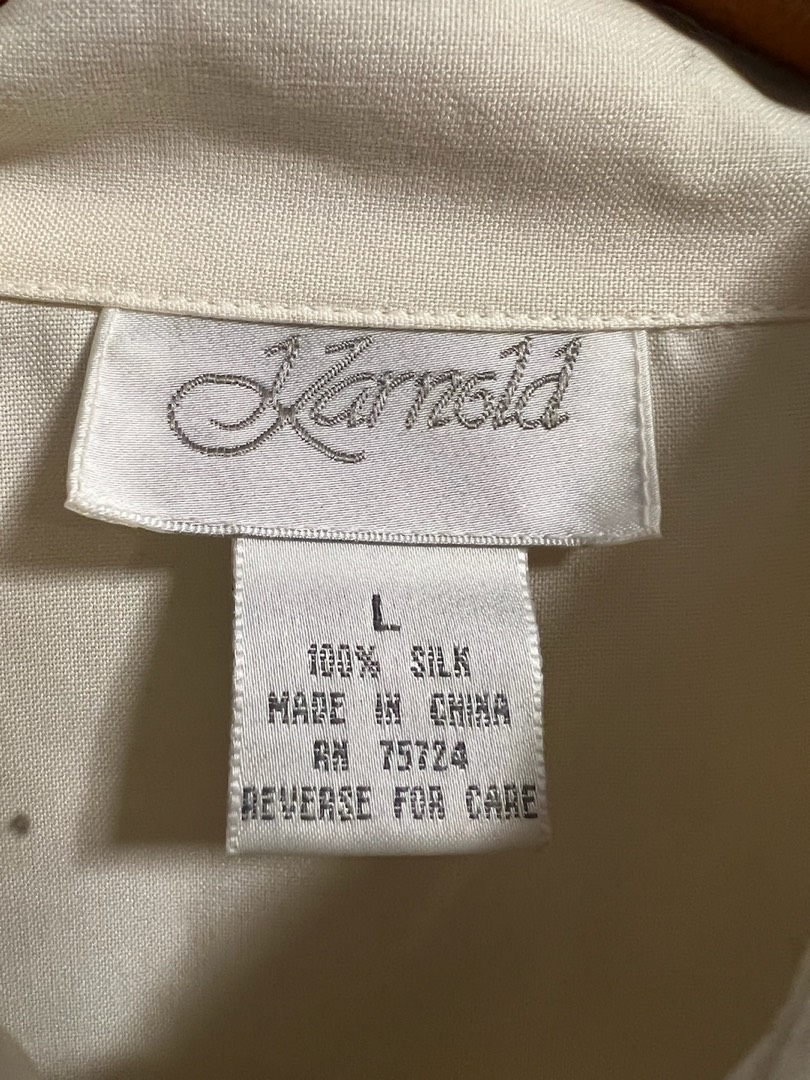 Karnold
L
100% SILK
MADE IN CHINA
RN 75724
REVERSE FOR CARE